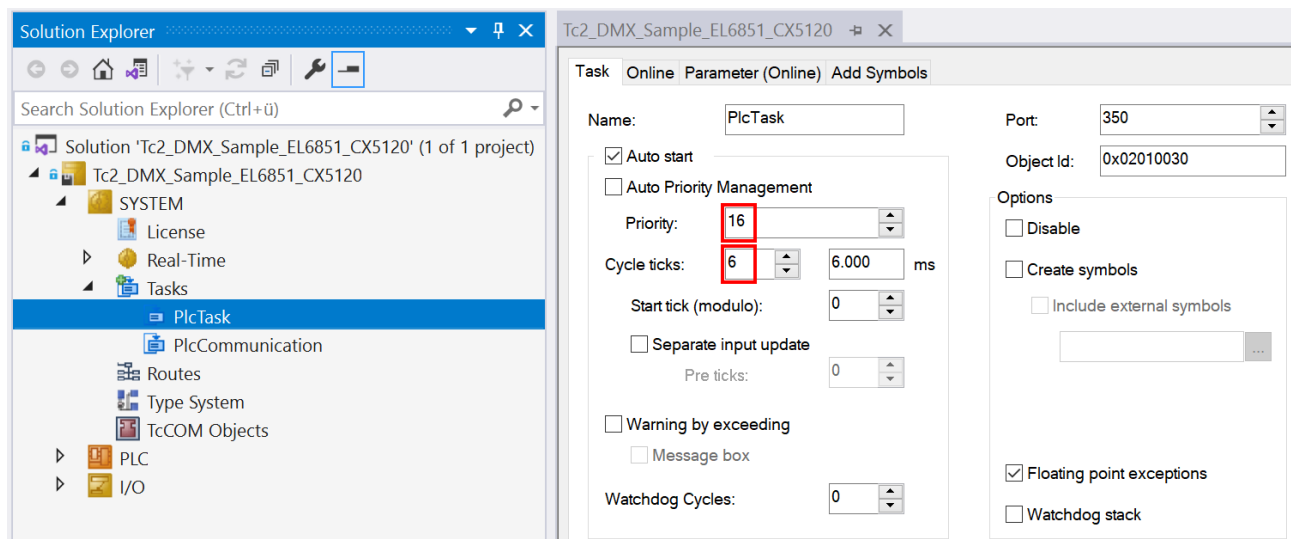 Solution Explorer
Search Solution Explorer (Ctrl+ü)
Solution 'Tc2_DMX_Sample_EL6851_CX5120' (1 of 1 project)
Tc2_DMX_Sample_EL6851_CX5120
SYSTEM
License
Real-Time
Tasks
PlcTask
PlcCommunication
Routes
Type System
TcCOM Objects
PLC
I/O
Tc2_DMX_Sample_EL6851_CX5120
Task Online Parameter (Online) Add Symbols
Name: PlcTask
Auto start
Auto Priority Management
Priority: 16
Cycle ticks: 6 6.000 ms
Start tick (modulo): 0
Separate input update
Pre ticks: 0
Warning by exceeding
Message box
Watchdog Cycles: 0
Port: 350
Object Id: 0x02010030
Options
Disable
Create symbols
Include external symbols
...
Floating point exceptions
Watchdog stack